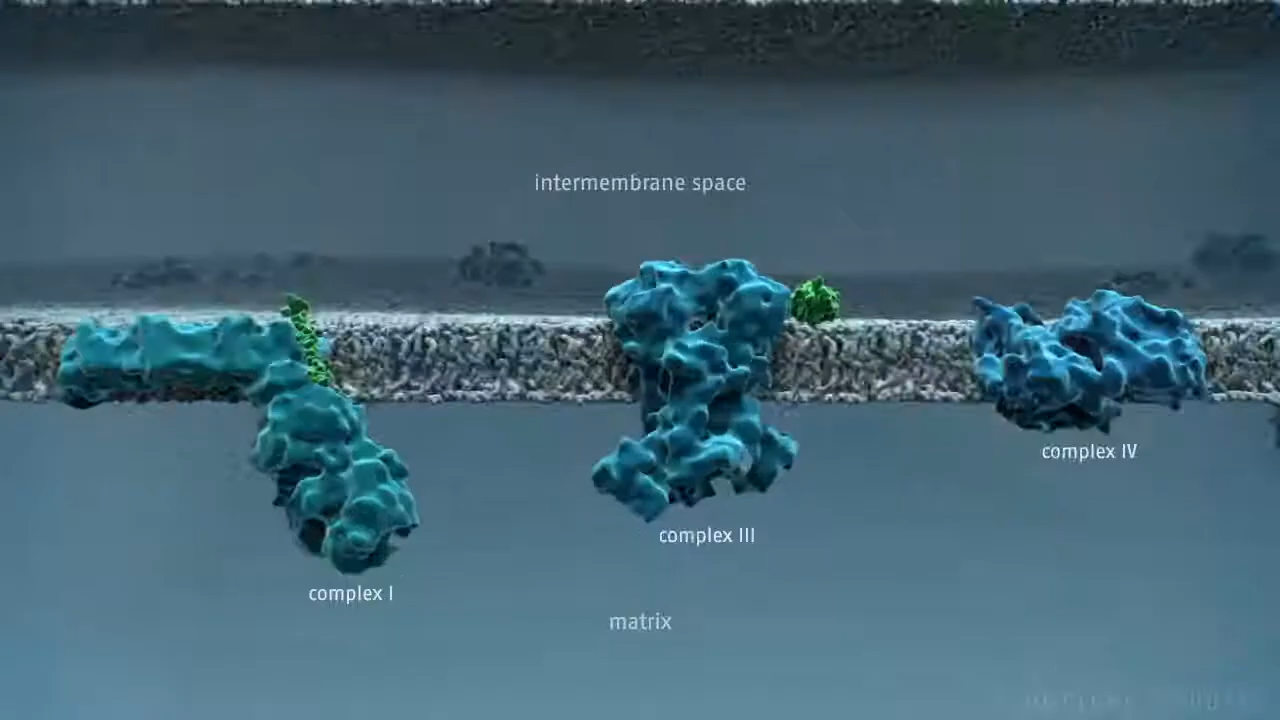 intermembrane space
complex IV
complex III
complex I
matrix